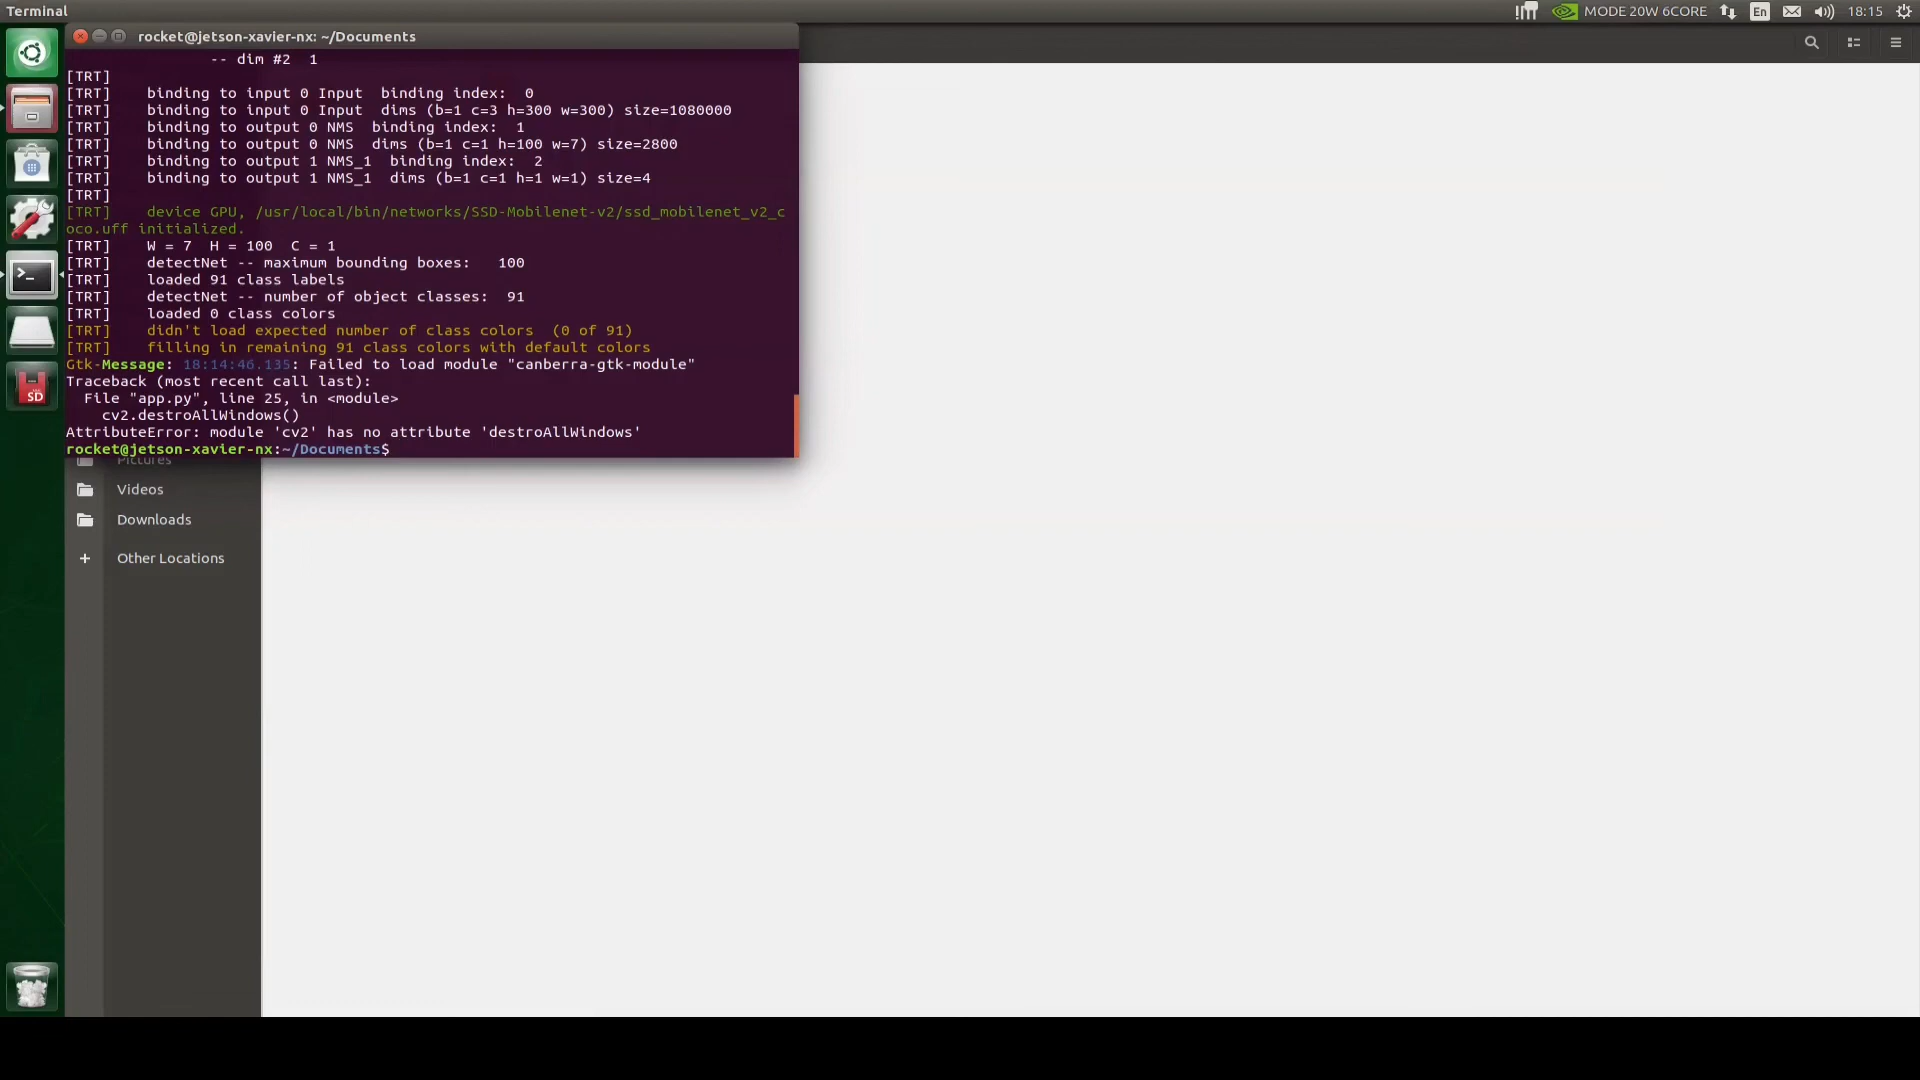 Terminal
MODE 20W 6CORE
En
18:15
rocket@jetson-xavier-nx: ~/Documents
-- dim #2  1
[TRT]
[TRT]    binding to input 0 Input  binding index:  0
[TRT]    binding to input 0 Input  dims (b=1 c=3 h=300 w=300) size=1080000
[TRT]    binding to output 0 NMS  binding index:  1
[TRT]    binding to output 0 NMS  dims (b=1 c=1 h=100 w=7) size=2800
[TRT]    binding to output 1 NMS_1  binding index:  2
[TRT]    binding to output 1 NMS_1  dims (b=1 c=1 h=1 w=1) size=4
[TRT]
[TRT]    device GPU, /usr/local/bin/networks/SSD-Mobilenet-v2/ssd_mobilenet_v2_c
oco.uff initialized.
[TRT]    W = 7  H = 100  C = 1
[TRT]    detectNet -- maximum bounding boxes:   100
[TRT]    loaded 91 class labels
[TRT]    detectNet -- number of object classes:  91
[TRT]    loaded 0 class colors
[TRT]    didn't load expected number of class colors  (0 of 91)
[TRT]    filling in remaining 91 class colors with default colors
Gtk-Message: 18:14:46.135: Failed to load module "canberra-gtk-module"
Traceback (most recent call last):
  File "app.py", line 25, in <module>
    cv2.destroAllWindows()
AttributeError: module 'cv2' has no attribute 'destroAllWindows'
rocket@jetson-xavier-nx:~/Documents$
Pictures
Videos
Downloads
Other Locations
SD